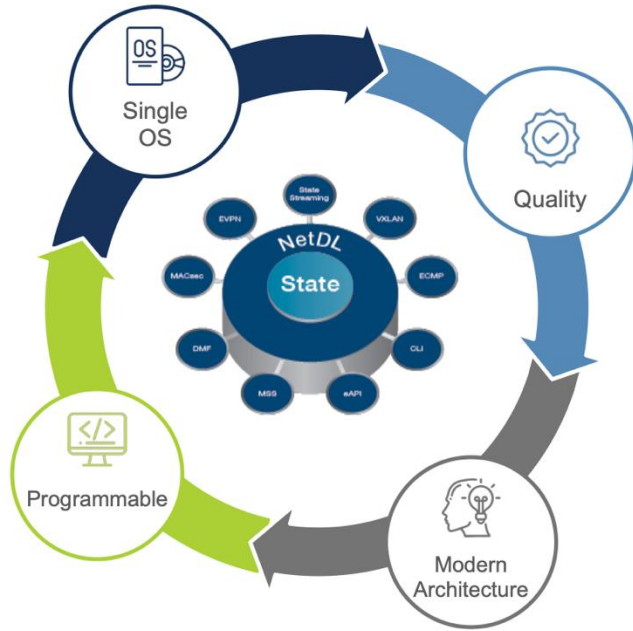 OS
Single
OS
Quality
State
Streaming
EVPN
VXLAN
NetDL
State
MACsec
ECMP
DMF
CLI
MSS
eAPI
</>
Programmable
Modern
Architecture